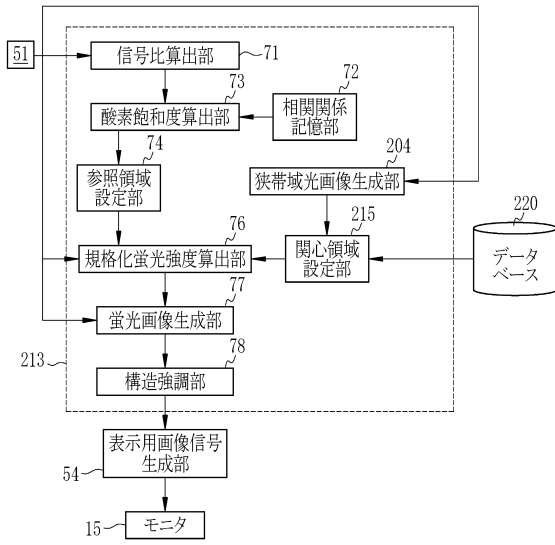 51
信号比算出部
71
73
72
酸素飽和度算出部
相関関係
記憶部
74
204
参照領域
設定部
狭帯域光画像生成部
220
76
215
規格化蛍光強度算出部
関心領域
設定部
データ
ベース
77
蛍光画像生成部
213
78
構造強調部
表示用画像信号
生成部
54
15
モニタ